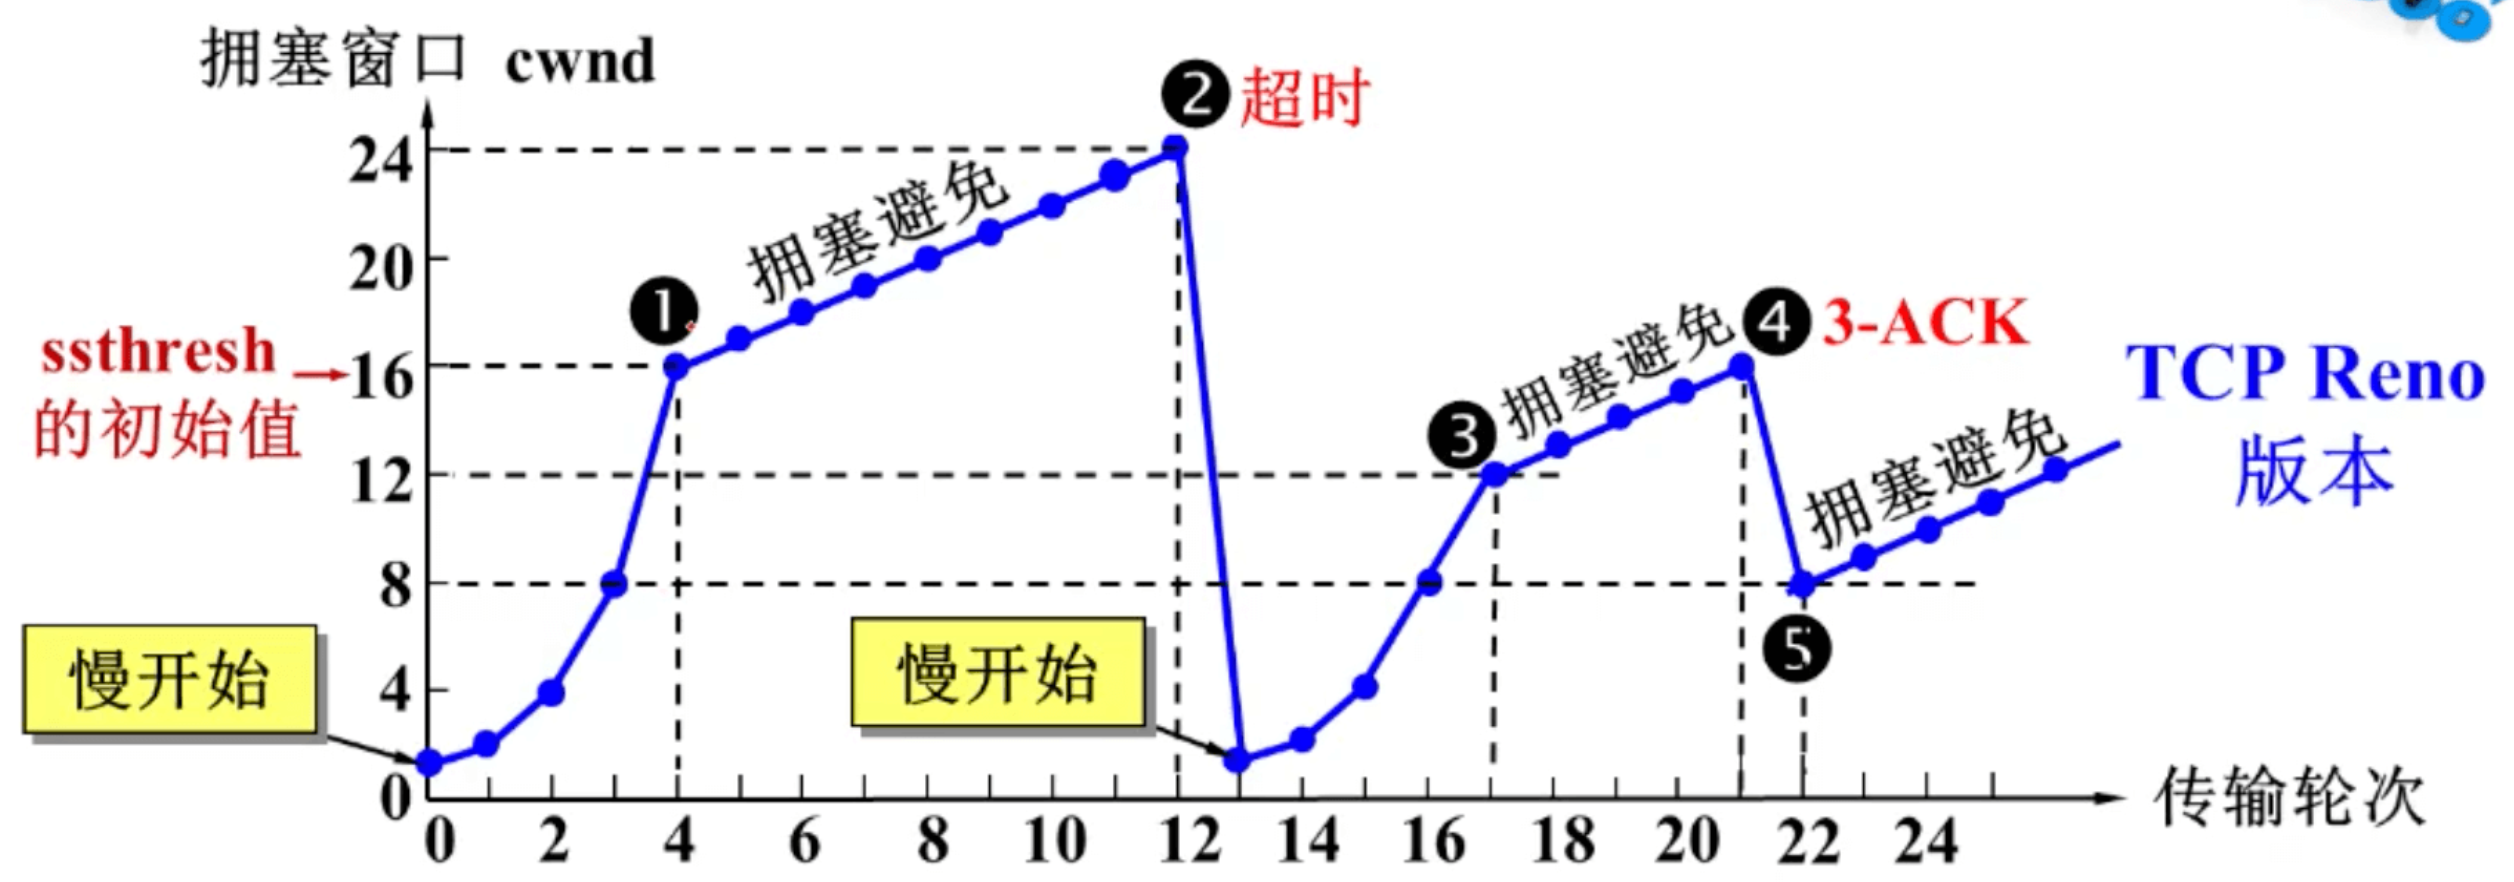 拥塞窗口 cwnd
❷ 超时
24
拥塞避免
20
❶
❹ 3-ACK
ssthresh
的初始值
16
拥塞避免
TCP Reno
版本
❸
12
拥塞避免
8
慢开始
慢开始
❺
4
0
传输轮次
0 2 4 6 8 10 12 14 16 18 20 22 24